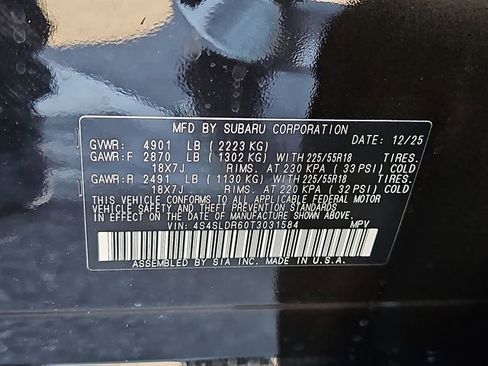 MFD BY SUBARU CORPORATION
GVWR: 4901 LB ( 2223 KG) DATE: 12/25
GAWR:F 2870 LB ( 1302 KG) WITH 225/55R18 TIRES.
18X7J RIMS. AT 230 KPA ( 33 PSI) COLD
GAWR:R 2491 LB ( 1130 KG) WITH 225/55R18 TIRES.
18X7J RIMS. AT 220 KPA ( 32 PSI) COLD
THIS VEHICLE CONFORMS TO ALL APPLICABLE FEDERAL MOTOR
VEHICLE SAFETY AND THEFT PREVENTION STANDARDS
IN EFFECT ON THE DATE OF MANUFACTURE SHOWN ABOVE.
VIN: 4S4SLDR60T3031584 MPV
ASSEMBLED BY SIA INC. MADE IN U.S.A.